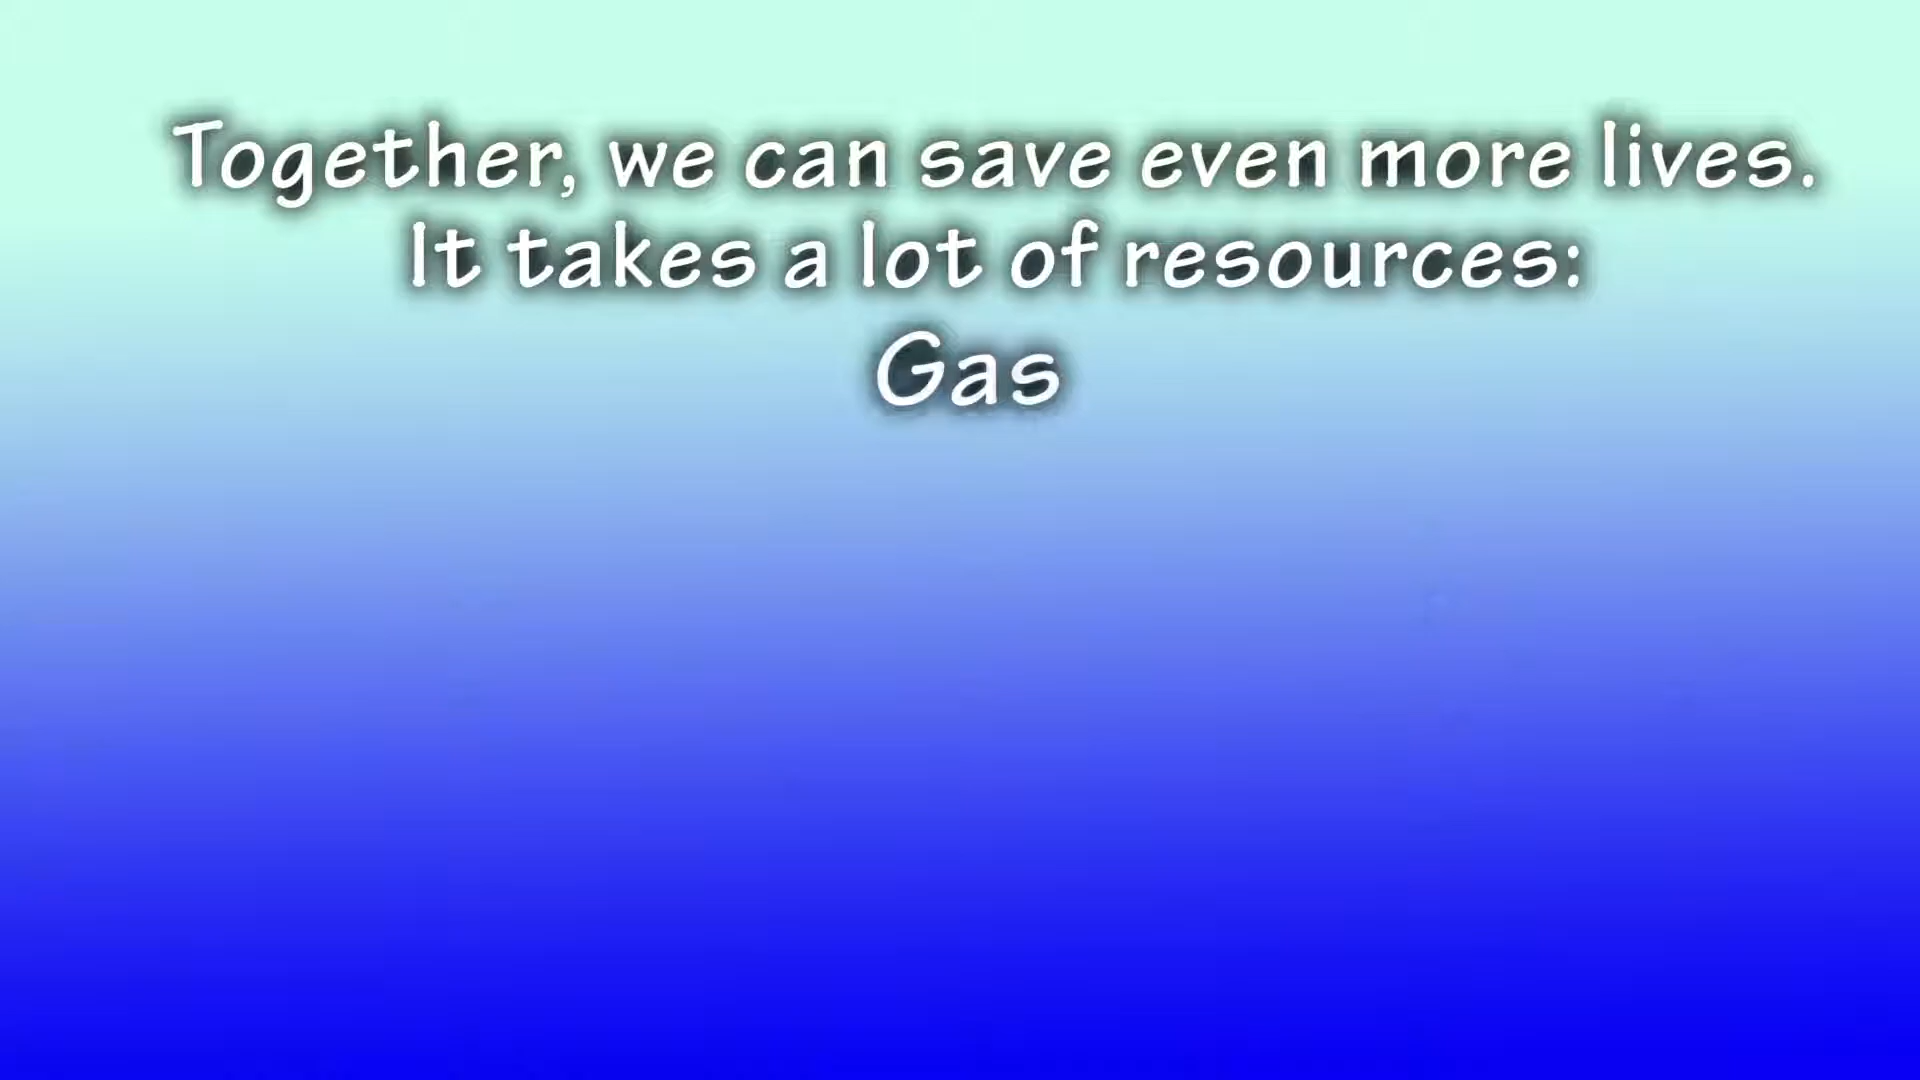 Together, we can save even more lives.
It takes a lot of resources:
Gas